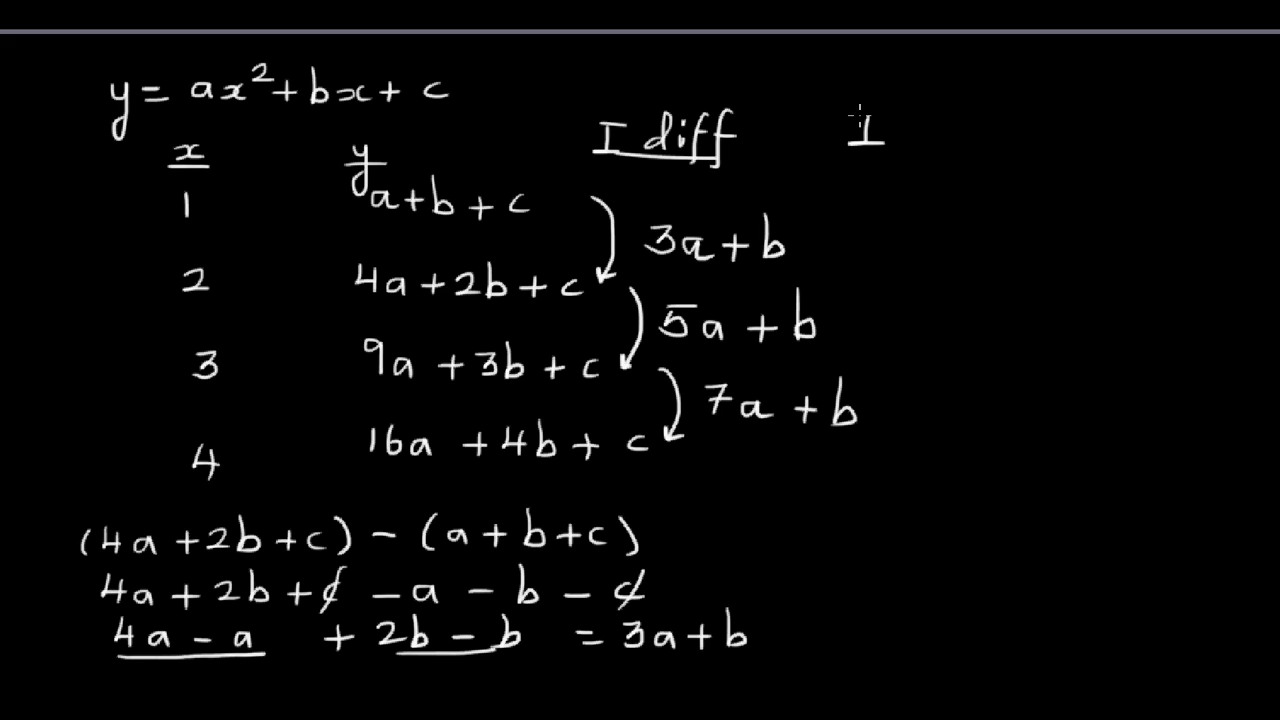 y = ax² + bx + c
I diff I
x y
1 a + b + c
3a + b
2 4a + 2b + c
5a + b
3 9a + 3b + c
7a + b
4 16a + 4b + c
(4a + 2b + c) - (a + b + c)
4a + 2b + c - a - b - c
4a - a + 2b - b = 3a + b